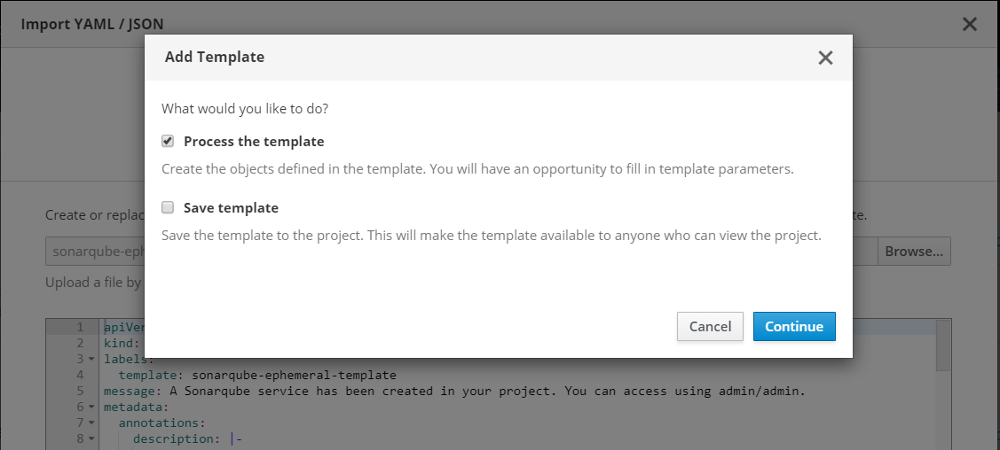 Import YAML / JSON
Add Template
What would you like to do?
Process the template
Create the objects defined in the template. You will have an opportunity to fill in template parameters.
Save template
Save the template to the project. This will make the template available to anyone who can view the project.
Cancel Continue
Create or replac te.
sonarqube-eph Browse...
Upload a file by
1 apiVer
2 kind:
3 labels:
4 template: sonarqube-ephemeral-template
5 message: A Sonarqube service has been created in your project. You can access using admin/admin.
6 metadata:
7 annotations:
8 description: |-